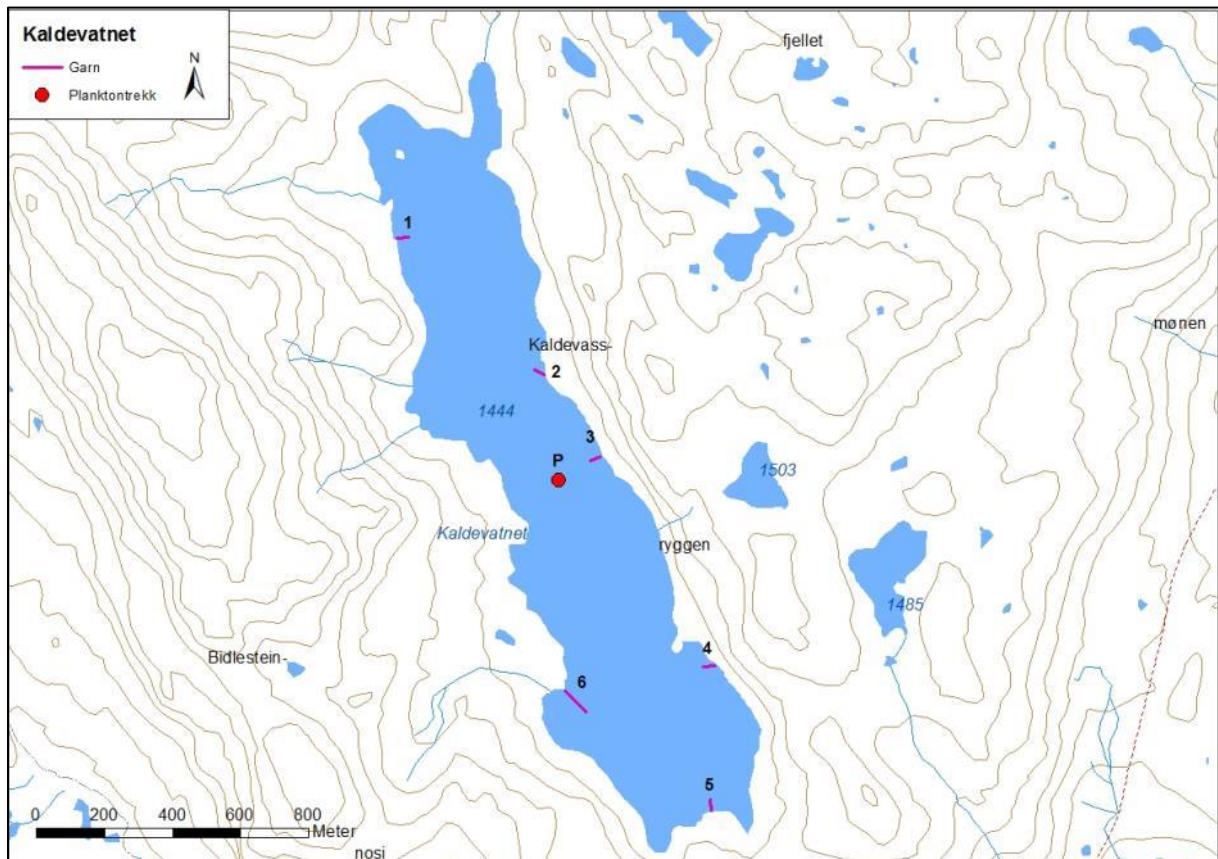 Kaldevatnet
Garn
Planktontrekk
N
fjellet
1
mønen
Kaldevass-
2
1444
3
P
1503
Kaldevatnet
ryggen
1485
4
Bidlestein-
6
5
0 200 400 600 800
Meter
nosi